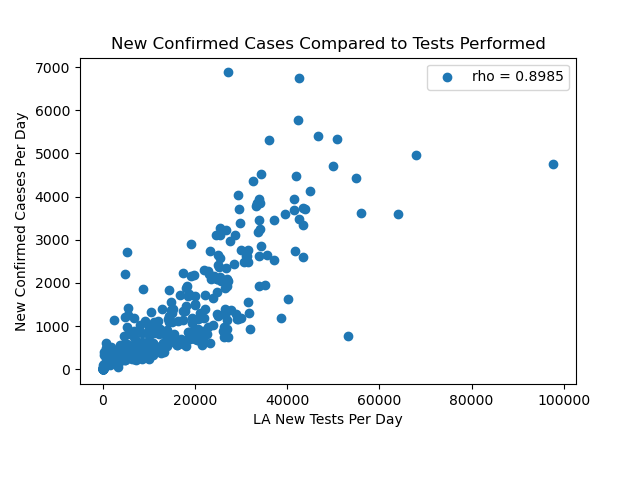 New Confirmed Cases Compared to Tests Performed
rho = 0.8985
New Confirmed Caeses Per Day
7000
6000
5000
4000
3000
2000
1000
0
0 20000 40000 60000 80000 100000
LA New Tests Per Day